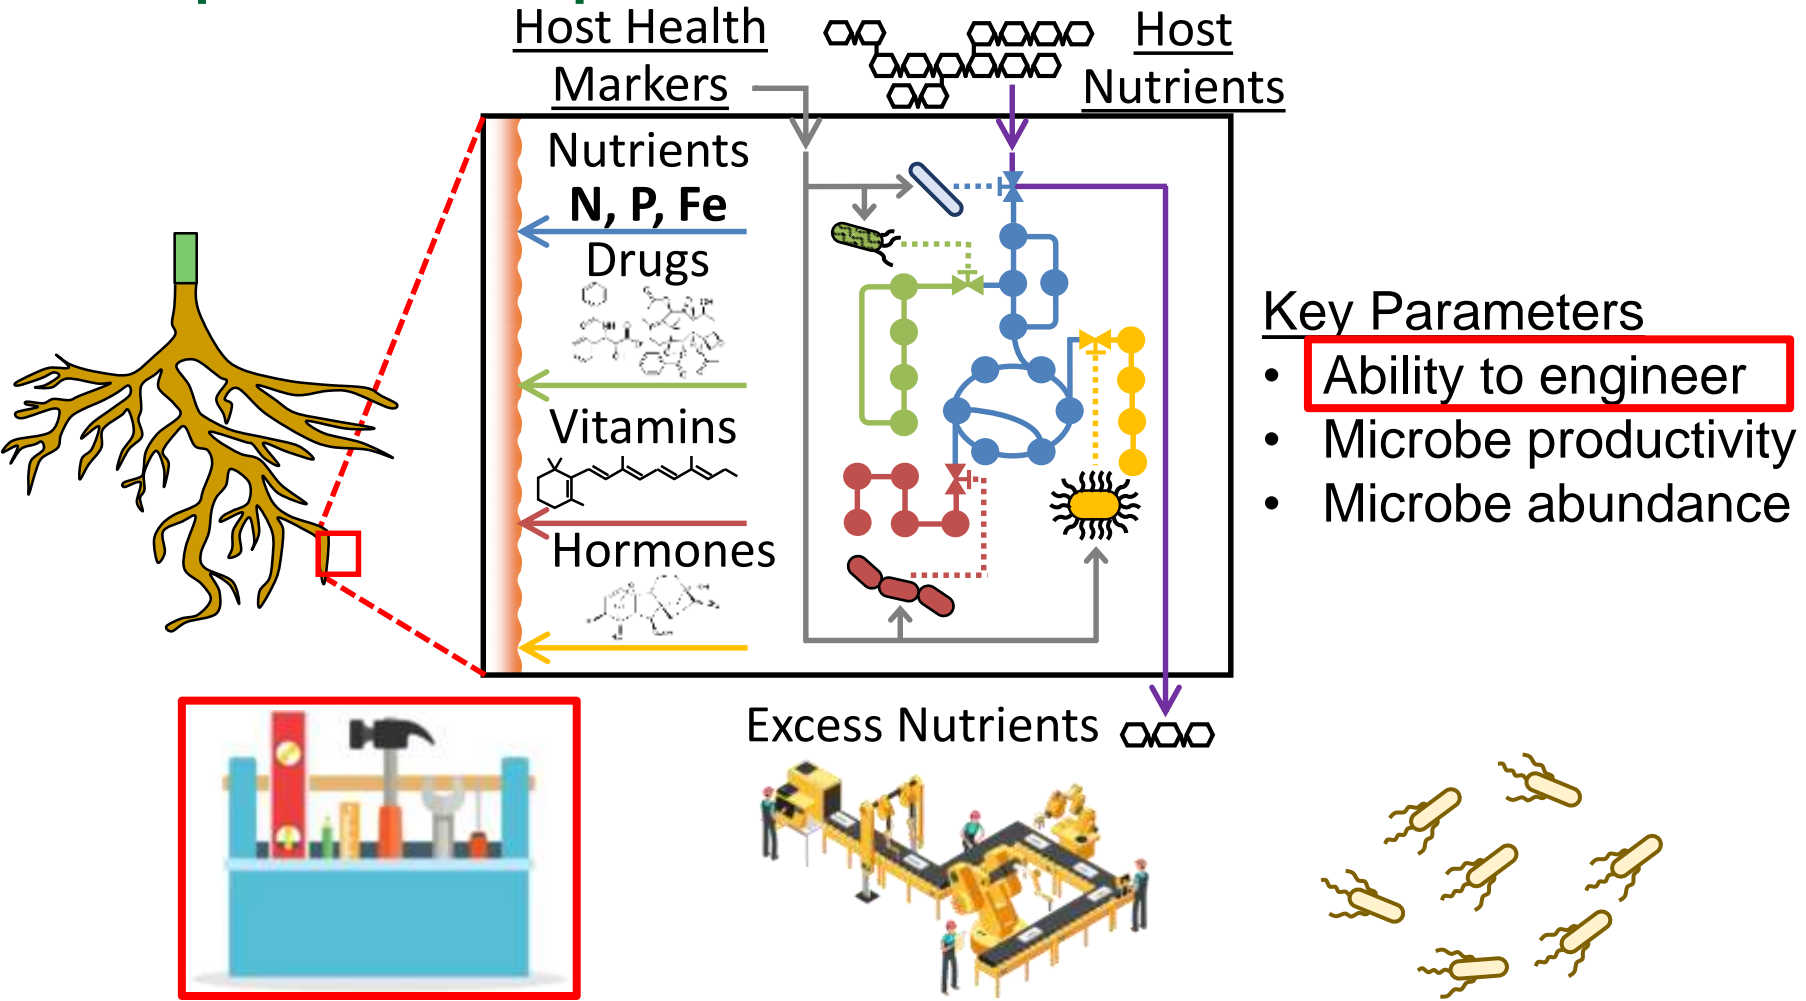 Host Health
Markers
Host
Nutrients
Nutrients
N, P, Fe
Drugs
Vitamins
Hormones
Key Parameters
• Ability to engineer
• Microbe productivity
• Microbe abundance
Excess Nutrients